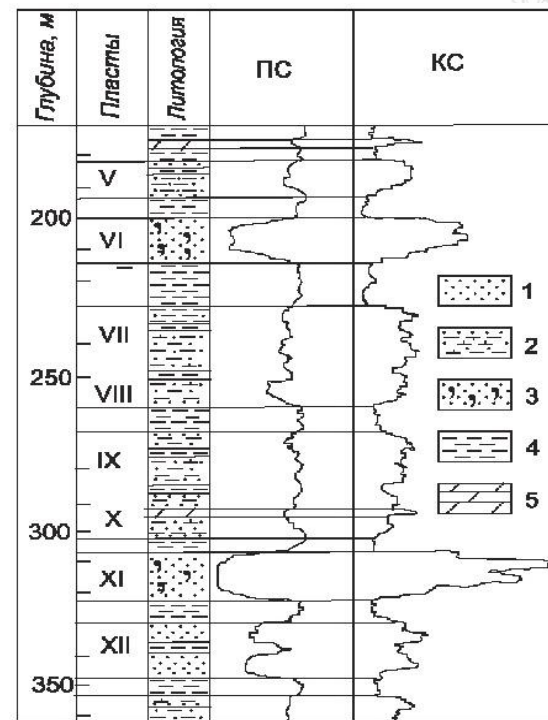 Глубина, м
Пласты
Литология
ПС
КС
V
200
VI
1
VII
2
250
VIII
3
IX
4
X
5
300
XI
XII
350